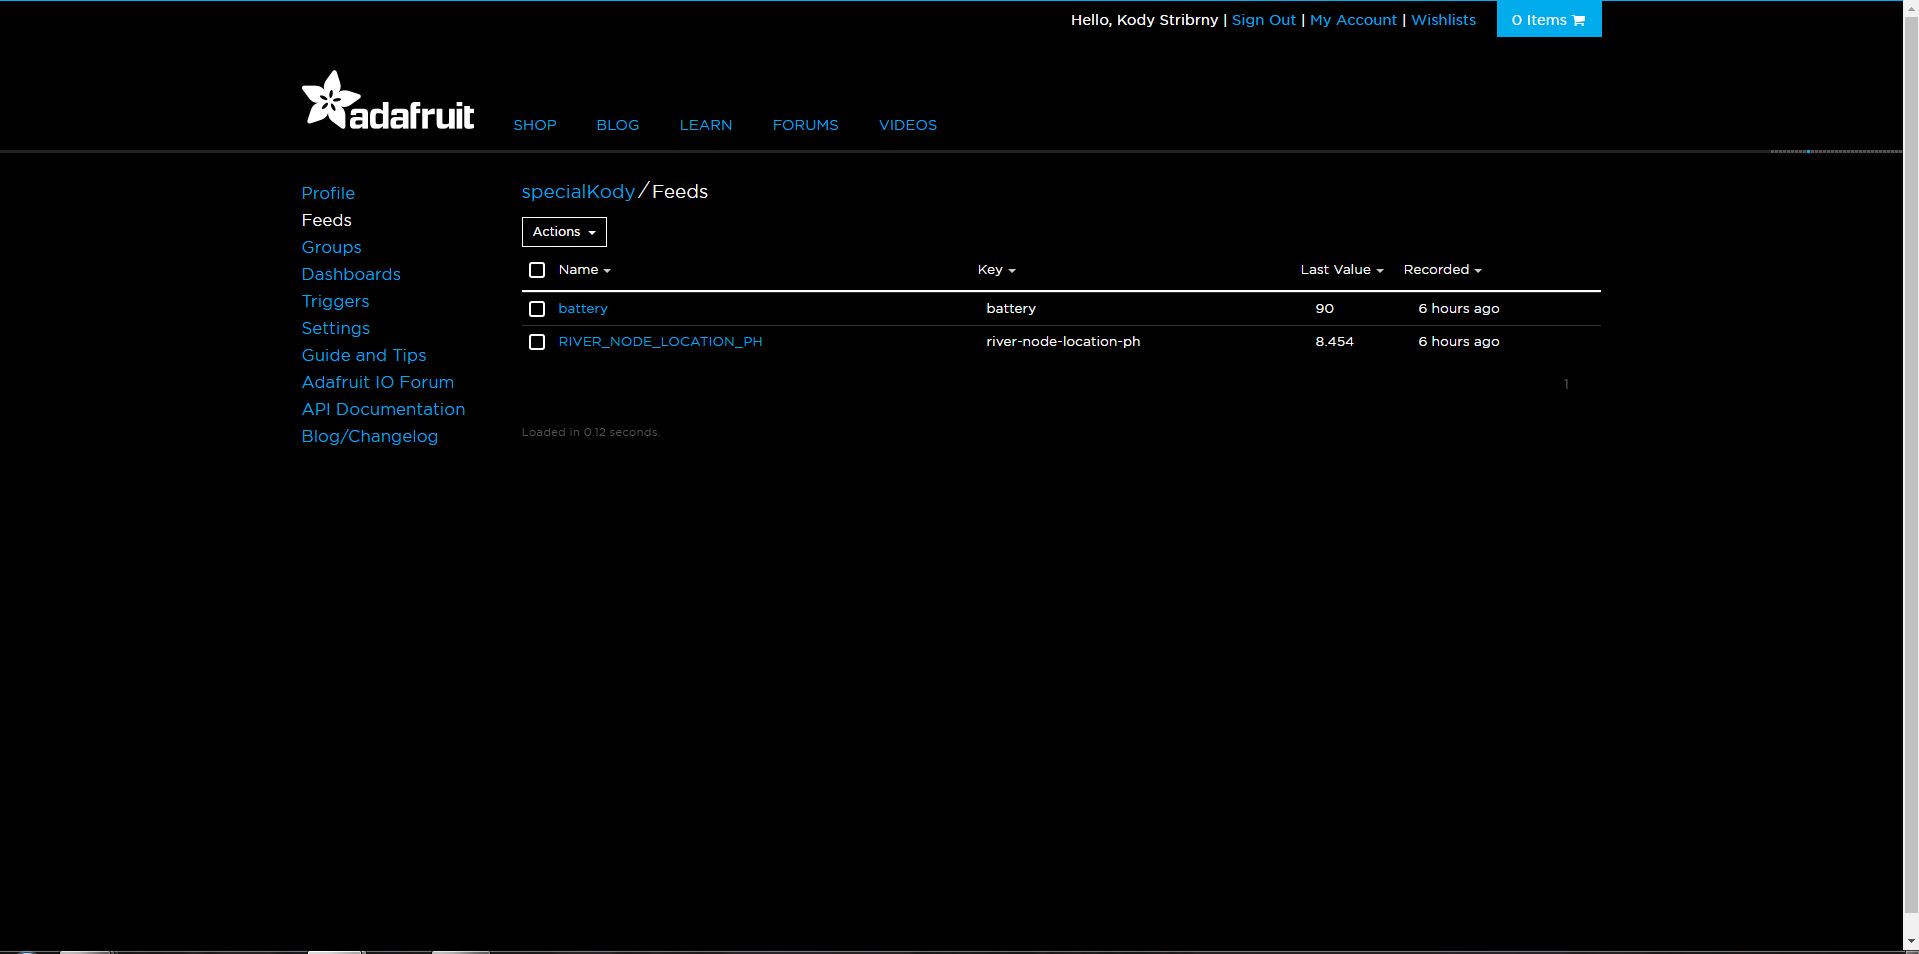 Hello, Kody Stribrny | Sign Out | My Account | Wishlists 0 Items
adafruit SHOP BLOG LEARN FORUMS VIDEOS
Profile
Feeds
Groups
Dashboards
Triggers
Settings
Guide and Tips
Adafruit IO Forum
API Documentation
Blog/Changelog
specialKody/Feeds
Actions
Name Key Last Value Recorded
battery battery 90 6 hours ago
RIVER_NODE_LOCATION_PH river-node-location-ph 8.454 6 hours ago
1
Loaded in 0.12 seconds.